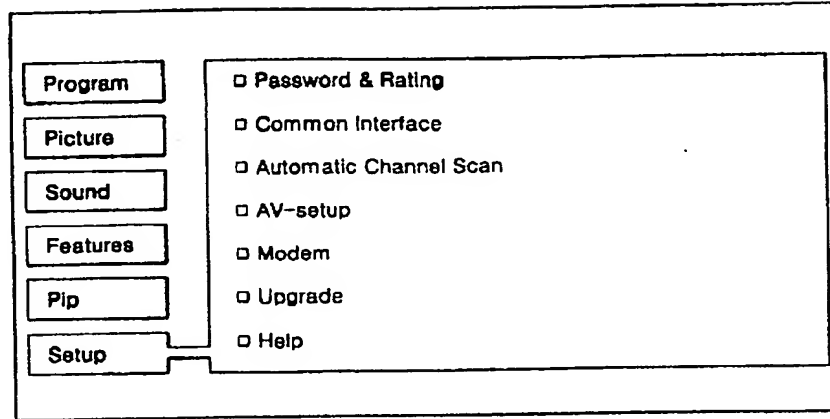 Program
Picture
Sound
Features
Pip
Setup
Password & Rating
Common Interface
Automatic Channel Scan
AV-setup
Modem
Upgrade
Help